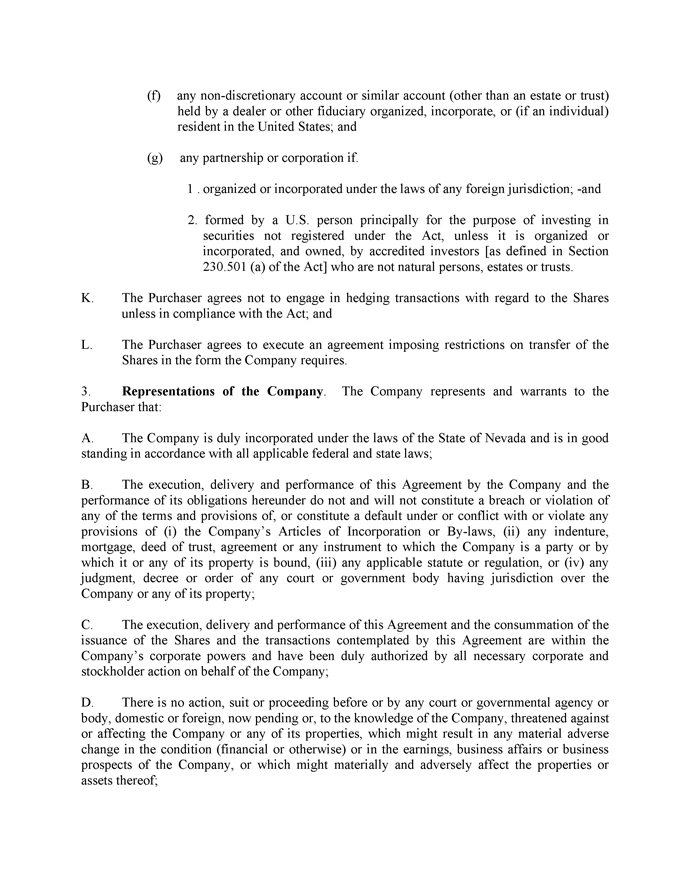 (f) any non-discretionary account or similar account (other than an estate or trust)
held by a dealer or other fiduciary organized, incorporate, or (if an individual)
resident in the United States; and
(g) any partnership or corporation if.
1 . organized or incorporated under the laws of any foreign jurisdiction; -and
2. formed by a U.S. person principally for the purpose of investing in
securities not registered under the Act, unless it is organized or
incorporated, and owned, by accredited investors [as defined in Section
230.501 (a) of the Act] who are not natural persons, estates or trusts.
K. The Purchaser agrees not to engage in hedging transactions with regard to the Shares
unless in compliance with the Act; and
L. The Purchaser agrees to execute an agreement imposing restrictions on transfer of the
Shares in the form the Company requires.
3. Representations of the Company. The Company represents and warrants to the
Purchaser that:
A. The Company is duly incorporated under the laws of the State of Nevada and is in good
standing in accordance with all applicable federal and state laws;
B. The execution, delivery and performance of this Agreement by the Company and the
performance of its obligations hereunder do not and will not constitute a breach or violation of
any of the terms and provisions of, or constitute a default under or conflict with or violate any
provisions of (i) the Company's Articles of Incorporation or By-laws, (ii) any indenture,
mortgage, deed of trust, agreement or any instrument to which the Company is a party or by
which it or any of its property is bound, (iii) any applicable statute or regulation, or (iv) any
judgment, decree or order of any court or government body having jurisdiction over the
Company or any of its property;
C. The execution, delivery and performance of this Agreement and the consummation of the
issuance of the Shares and the transactions contemplated by this Agreement are within the
Company's corporate powers and have been duly authorized by all necessary corporate and
stockholder action on behalf of the Company;
D. There is no action, suit or proceeding before or by any court or governmental agency or
body, domestic or foreign, now pending or, to the knowledge of the Company, threatened against
or affecting the Company or any of its properties, which might result in any material adverse
change in the condition (financial or otherwise) or in the earnings, business affairs or business
prospects of the Company, or which might materially and adversely affect the properties or
assets thereof;